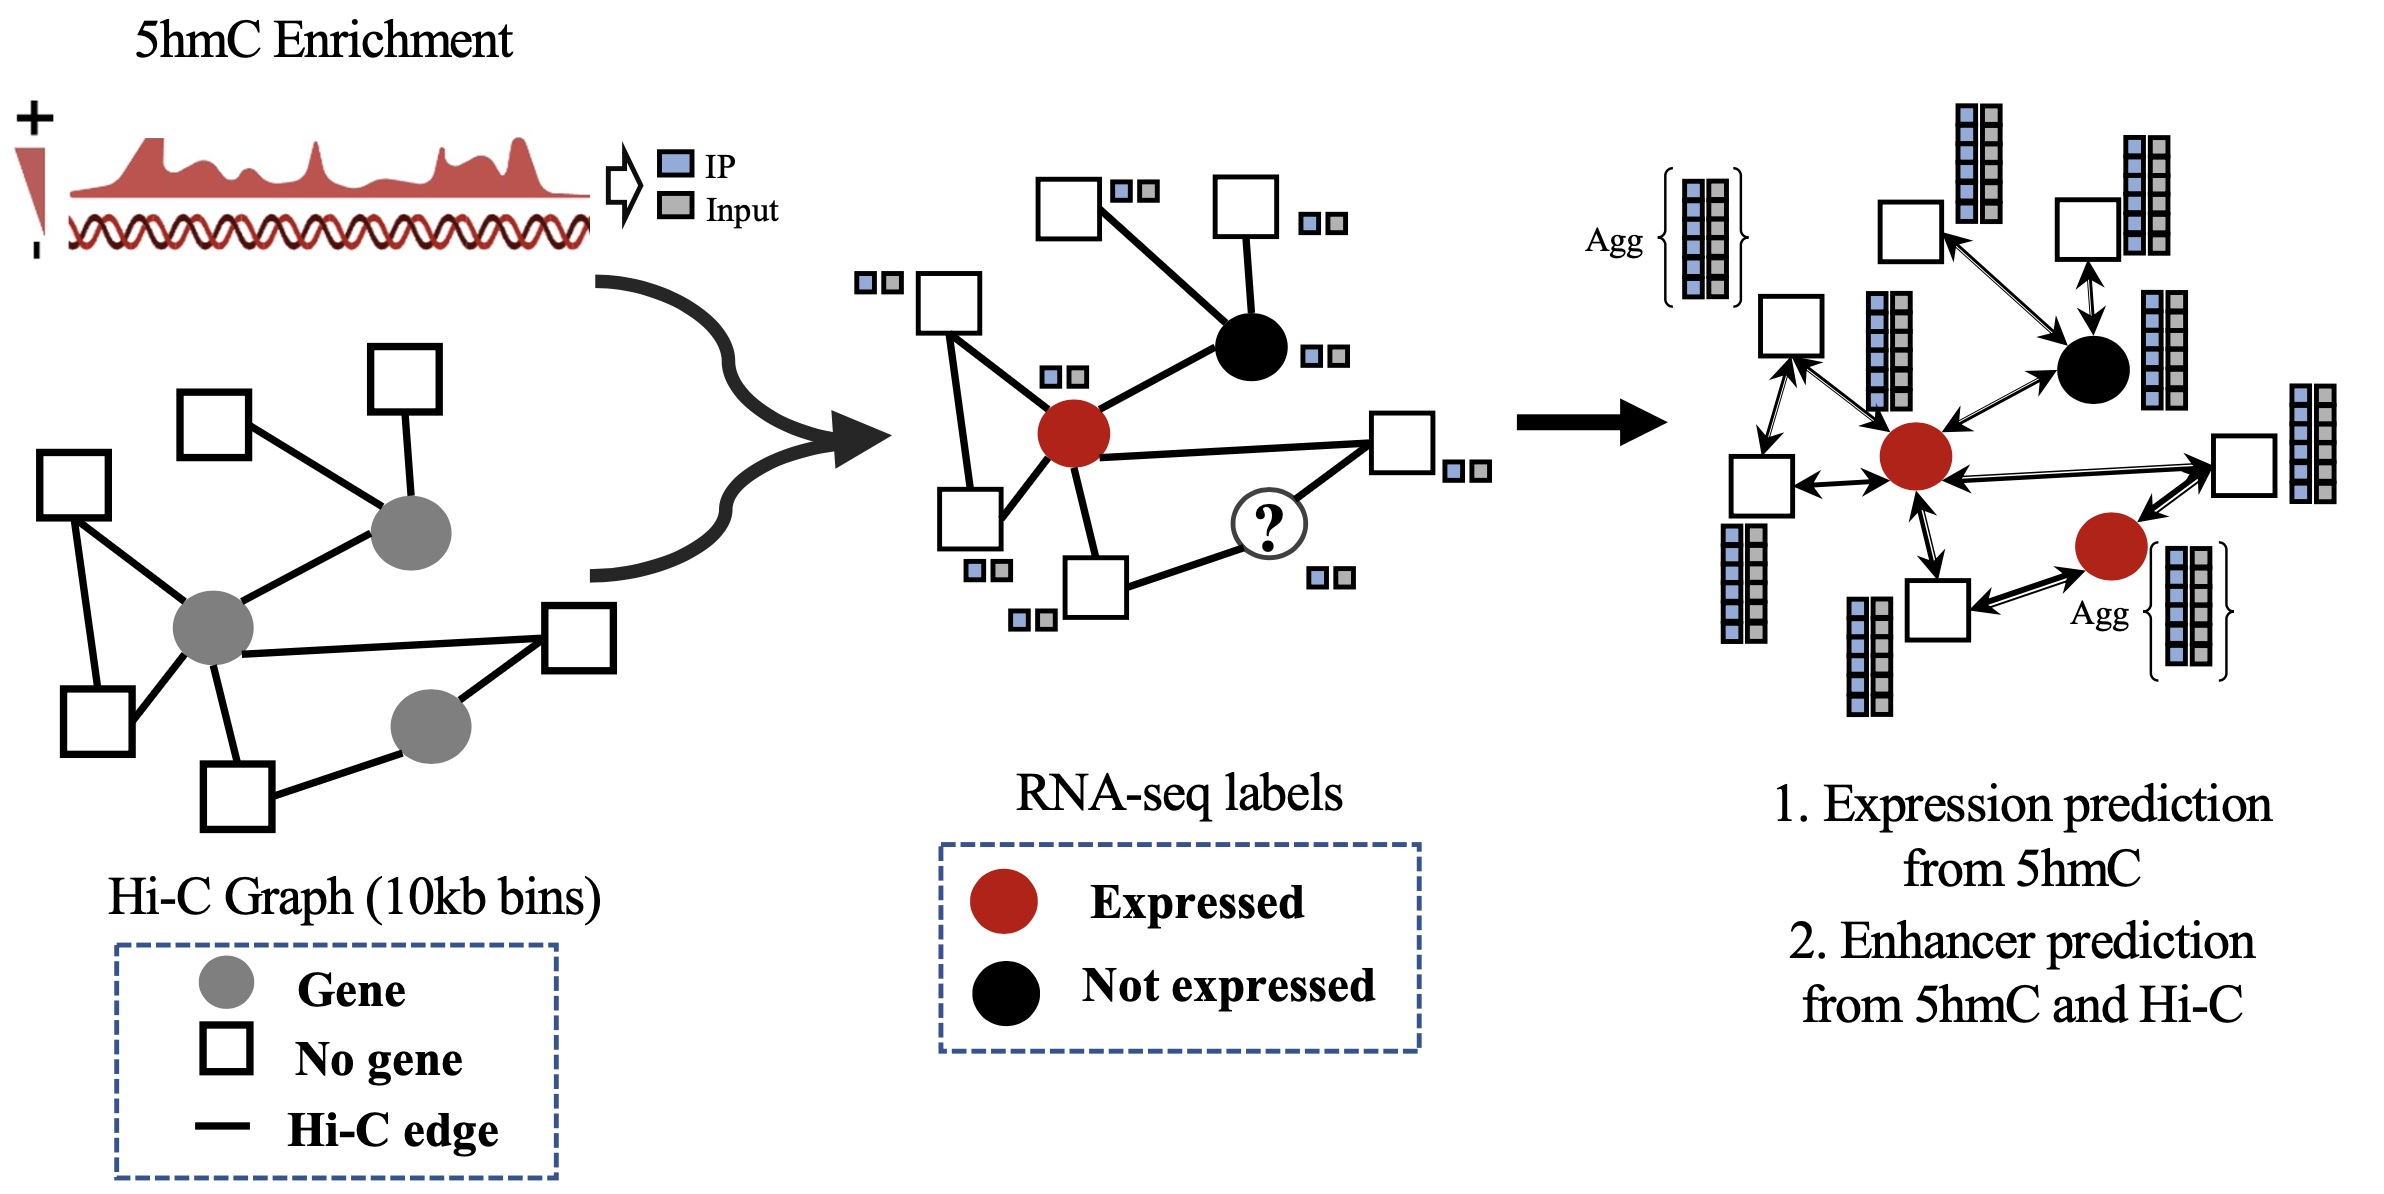 5hmC Enrichment
+
-
IP
Input
Hi-C Graph (10kb bins)
Gene
No gene
Hi-C edge
?
RNA-seq labels
Expressed
Not expressed
Agg
Agg
1. Expression prediction
from 5hmC
2. Enhancer prediction
from 5hmC and Hi-C